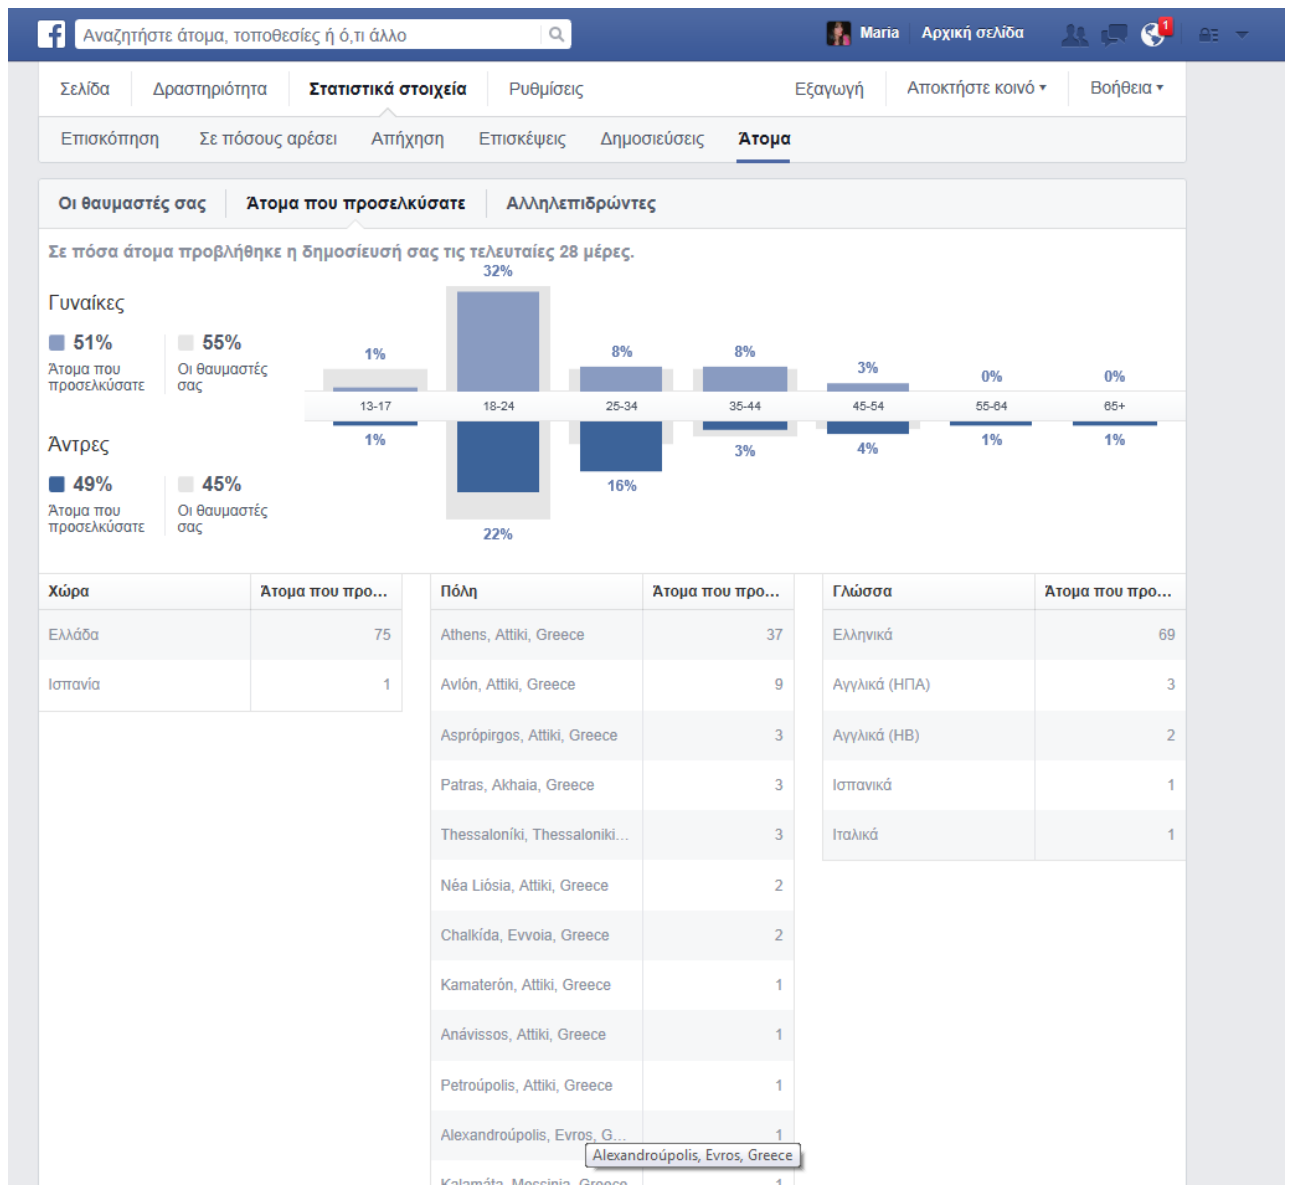 f
Αναζητήστε άτομα, τοποθεσίες ή ό,τι άλλο
Maria
Αρχική σελίδα
1
Σελίδα
Δραστηριότητα
Στατιστικά στοιχεία
Ρυθμίσεις
Εξαγωγή
Αποκτήστε κοινό
Βοήθεια
Επισκόπηση
Σε πόσους αρέσει
Απήχηση
Επισκέψεις
Δημοσιεύσεις
Άτομα
Οι θαυμαστές σας
Άτομα που προσελκύσατε
Αλληλεπιδρώντες
Σε πόσα άτομα προβλήθηκε η δημοσίευσή σας τις τελευταίες 28 μέρες.
Γυναίκες
51%
Άτομα που
προσελκύσατε
55%
Οι θαυμαστές
σας
1%
32%
8%
8%
3%
0%
0%
13-17
18-24
25-34
35-44
45-54
55-64
65+
Άντρες
49%
Άτομα που
προσελκύσατε
45%
Οι θαυμαστές
σας
1%
22%
16%
3%
4%
1%
1%
Χώρα Άτομα που προ...
Ελλάδα 75
Ισπανία 1
Πόλη Άτομα που προ...
Athens, Attiki, Greece 37
Avlón, Attiki, Greece 9
Asprópirgos, Attiki, Greece 3
Patras, Akhaia, Greece 3
Thessaloníki, Thessaloniki... 3
Néa Liósia, Attiki, Greece 2
Chalkída, Evvoia, Greece 2
Kamaterón, Attiki, Greece 1
Anávissos, Attiki, Greece 1
Petroúpolis, Attiki, Greece 1
Alexandroúpolis, Evros, G... 1
Alexandroúpolis, Evros, Greece
Kalamáta, Messinia, Greece 1
Γλώσσα Άτομα που προ...
Ελληνικά 69
Αγγλικά (ΗΠΑ) 3
Αγγλικά (ΗΒ) 2
Ισπανικά 1
Ιταλικά 1